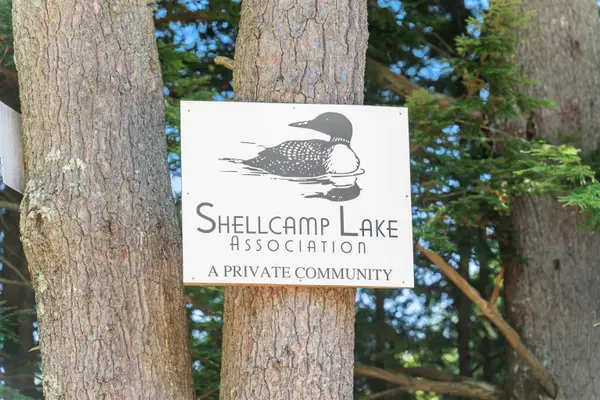 SHELLCAMP LAKE
ASSOCIATION
A PRIVATE COMMUNITY